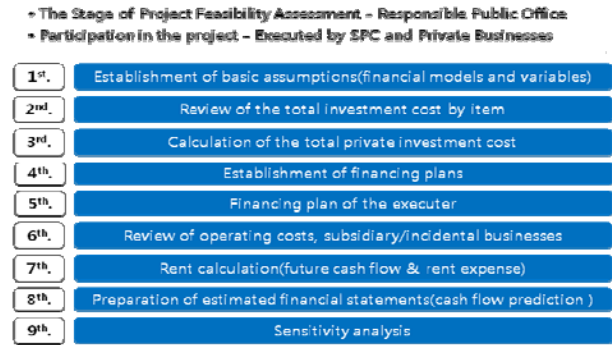 • The Stage of Project Feasibility Assessment – Responsible Public Office
• Participation in the project – Executed by SPC and Private Businesses
1st. Establishment of basic assumptions(financial models and variables)
2nd. Review of the total investment cost by item
3rd. Calculation of the total private investment cost
4th. Establishment of financing plans
5th. Financing plan of the executer
6th. Review of operating costs, subsidiary/incidental businesses
7th. Rent calculation(future cash flow & rent expense)
8th. Preparation of estimated financial statements(cash flow prediction )
9th. Sensitivity analysis